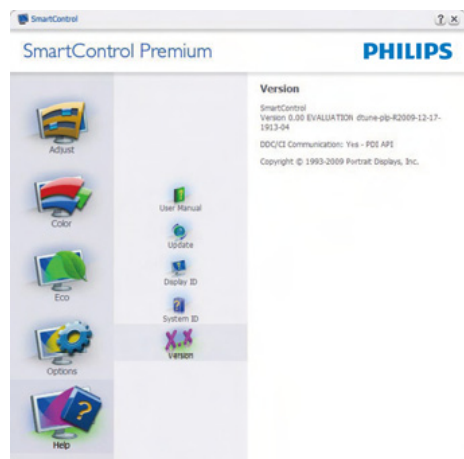 SmartControl
? X
SmartControl Premium
PHILIPS
Adjust
Color
Eco
Options
Help
User Manual
Update
Display ID
System ID
X.X
Version
Version
SmartControl
Version 0.00 EVALUATION dtune-plp-R2009-12-17-
1913-04
DDC/CI Communication: Yes - PDI API
Copyright © 1993-2009 Portrait Displays, Inc.